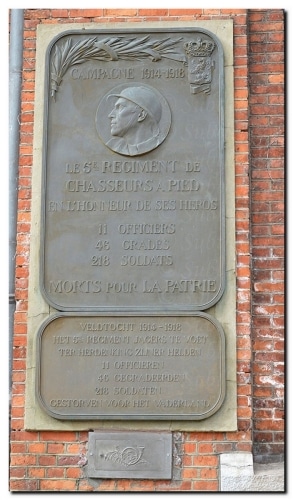 CAMPAGNE 1914-1918
LE 5E REGIMENT DE
CHASSEURS A PIED
EN L'HONNEUR DE SES HEROS
11 OFFICIERS
46 GRADES
218 SOLDATS
MORTS POUR LA PATRIE
VELDTOCHT 1914-1918
HET 5E REGIMENT JAGERS TE VOET
TER HERDENKING ZIJNER HELDEN
11 OFFICIEREN
46 GEGRADEERDEN
218 SOLDATEN
GESTORVEN VOOR HET VADERLAND